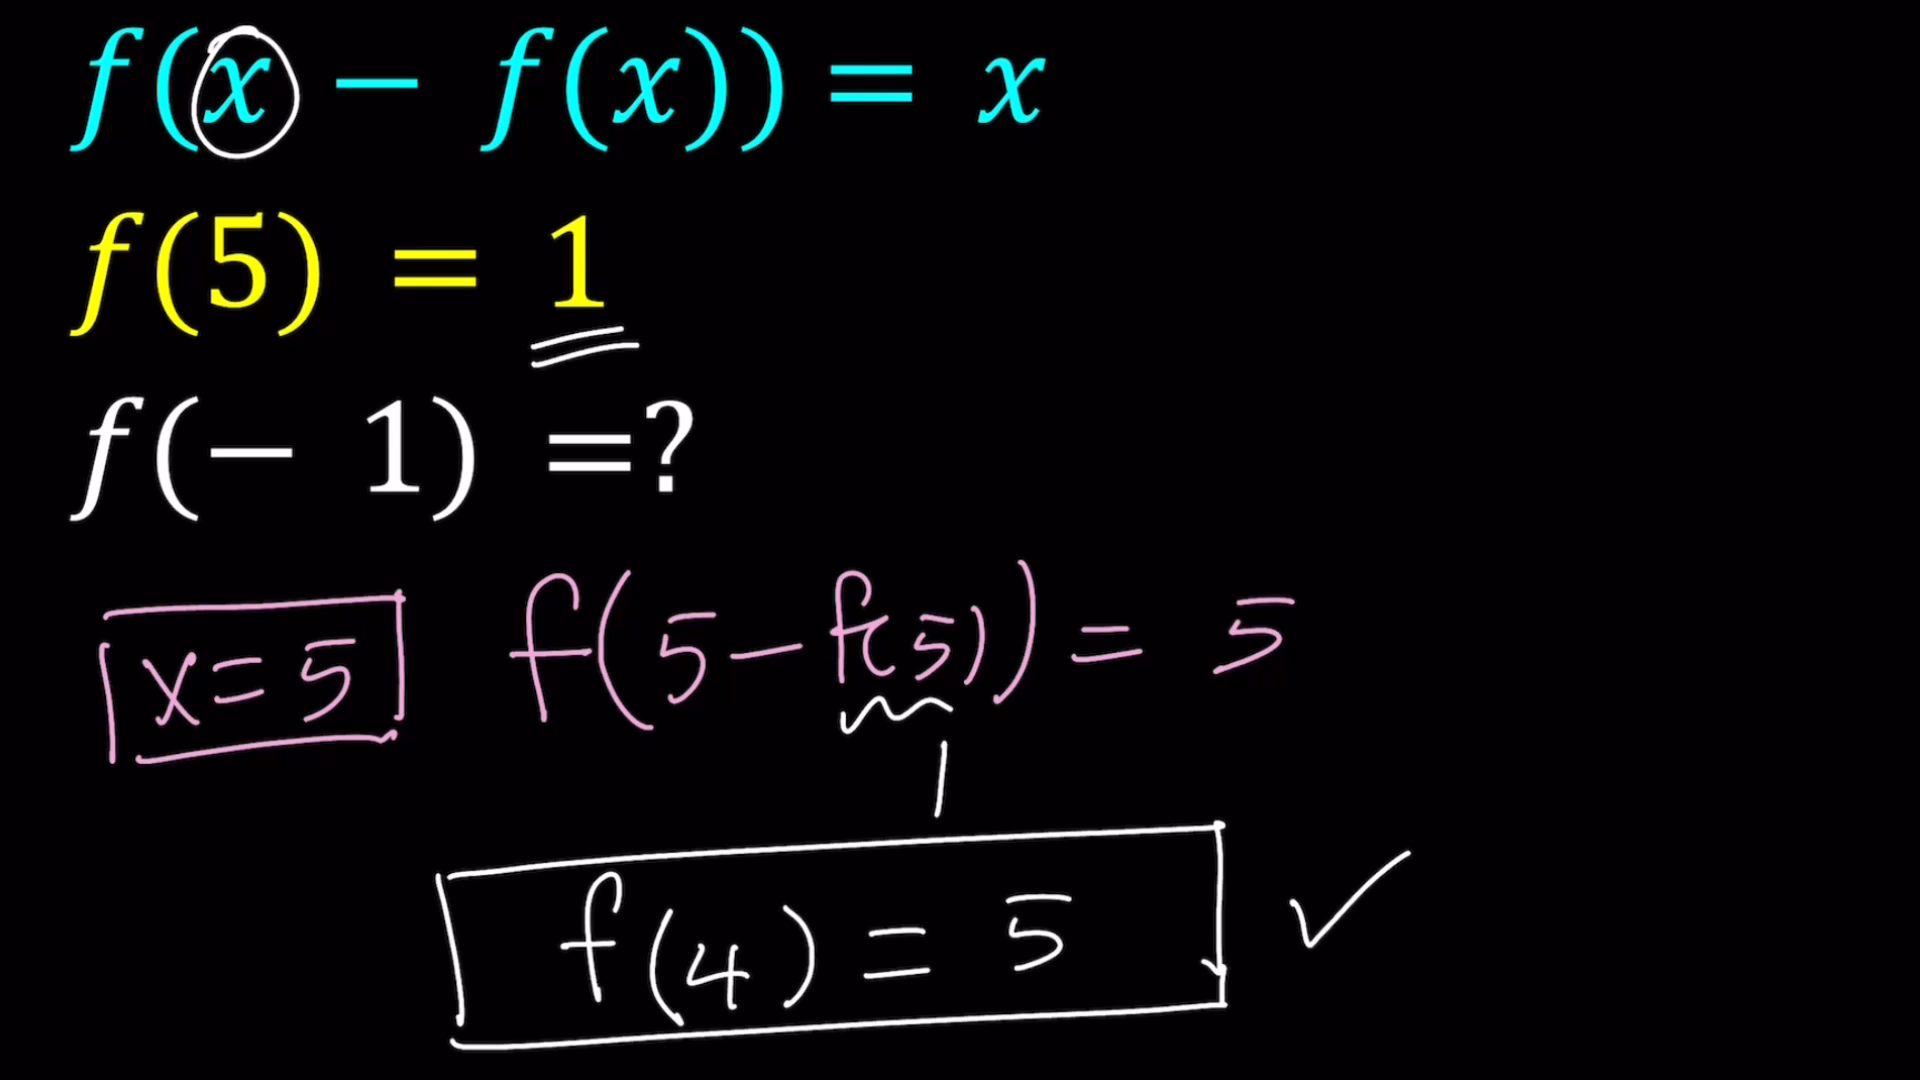 f(x − f(x)) = x
f(5) = 1
f(− 1) =?
x = 5 f(5 − f(5)) = 5
1
f(4) = 5